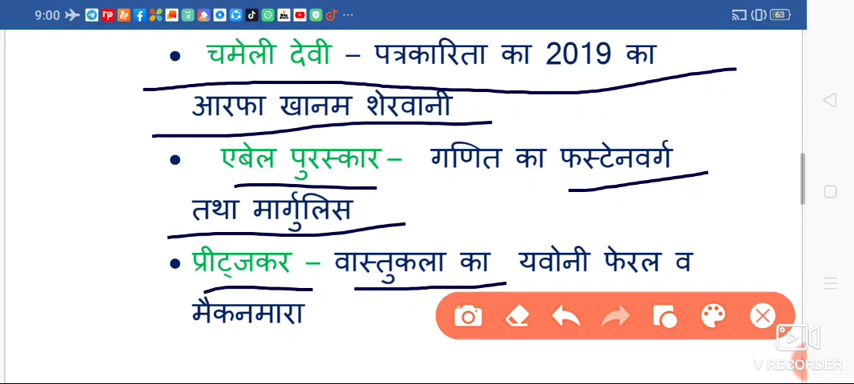 9:00
63
• चमेली देवी – पत्रकारिता का 2019 का
आरफा खानम शेरवानी
• एबेल पुरस्कार – गणित का फस्टेनवर्ग
तथा मार्गुलिस
• प्रीट्जकर – वास्तुकला का यवोनी फेरल व
मैकनमारा
V RECORDER